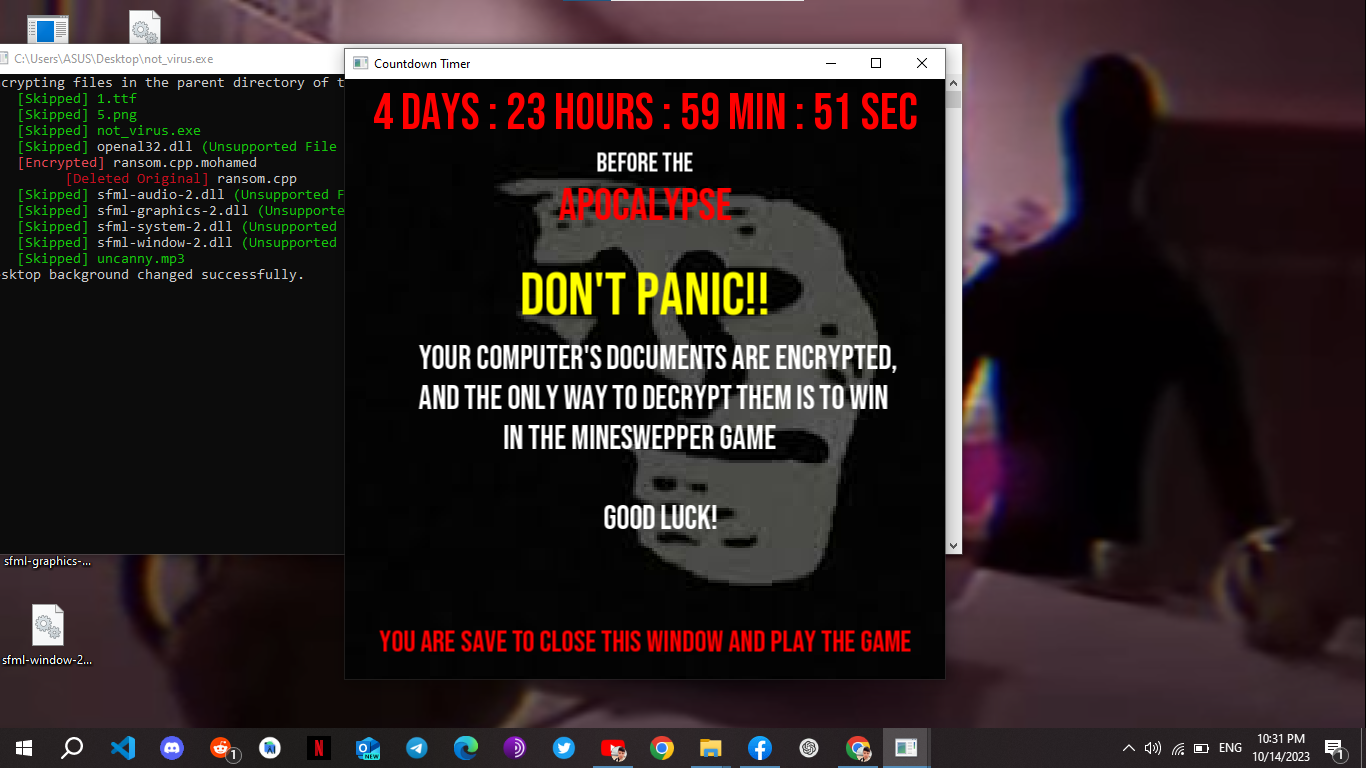 C:\Users\ASUS\Desktop\not_virus.exe
crypting files in the parent directory of t
[Skipped] 1.ttf
[Skipped] 5.png
[Skipped] not_virus.exe
[Skipped] openal32.dll (Unsupported File
[Encrypted] ransom.cpp.mohamed
[Deleted Original] ransom.cpp
[Skipped] sfml-audio-2.dll (Unsupported F
[Skipped] sfml-graphics-2.dll (Unsupporte
[Skipped] sfml-system-2.dll (Unsupported
[Skipped] sfml-window-2.dll (Unsupported
[Skipped] uncanny.mp3
sktop background changed successfully.
Countdown Timer
4 DAYS : 23 HOURS : 59 MIN : 51 SEC
BEFORE THE
APOCALYPSE
DON'T PANIC!!
YOUR COMPUTER'S DOCUMENTS ARE ENCRYPTED,
AND THE ONLY WAY TO DECRYPT THEM IS TO WIN
IN THE MINESWEPPER GAME
GOOD LUCK!
YOU ARE SAVE TO CLOSE THIS WINDOW AND PLAY THE GAME
sfml-graphics-...
sfml-window-2...
1
N
NEW
ENG
10:31 PM
10/14/2023
1